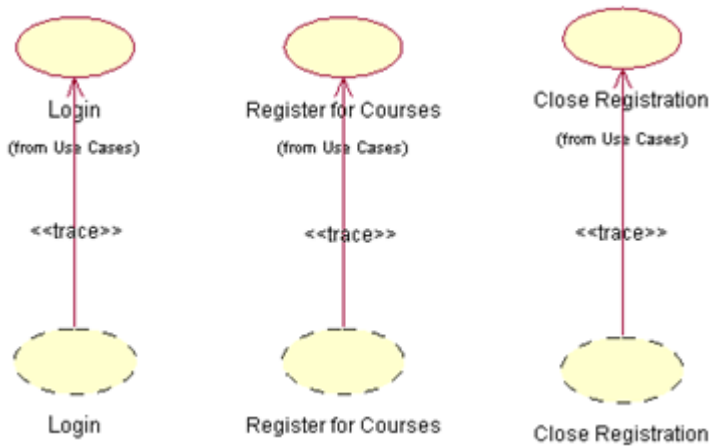 Login
Register for Courses
Close Registration
(from Use Cases)
(from Use Cases)
(from Use Cases)
<<trace>>
<<trace>>
<<trace>>
Login
Register for Courses
Close Registration